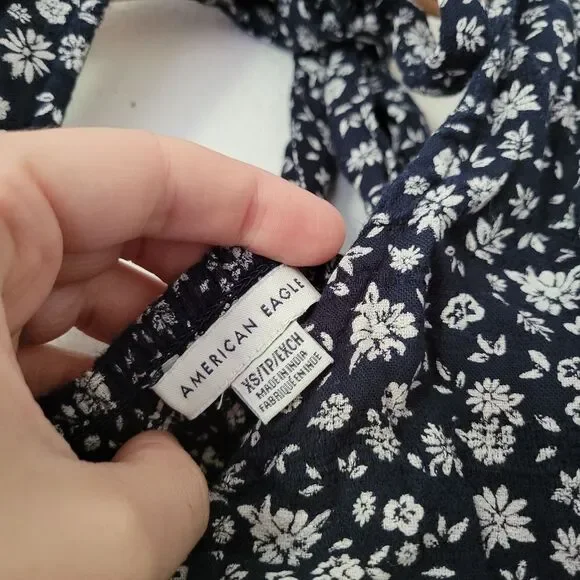 AMERICAN EAGLE
XS/TP/EXCH
MADE IN INDIA
FABRIQUÉ EN INDE